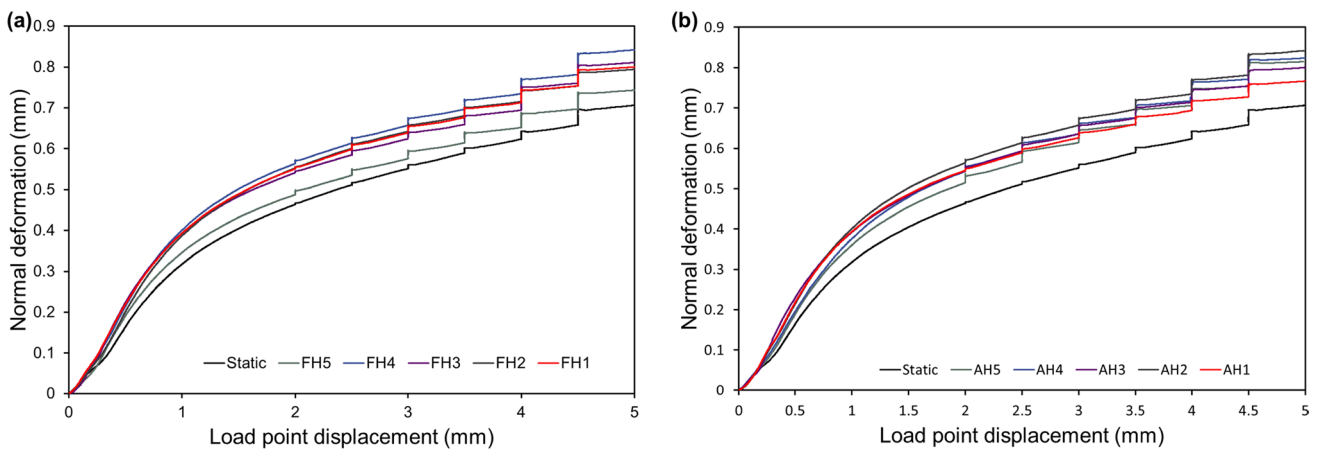 (a)
Normal deformation (mm)
0.9
0.8
0.7
0.6
0.5
0.4
0.3
0.2
0.1
0
Static FH5 FH4 FH3 FH2 FH1
0 1 2 3 4 5
Load point displacement (mm)
(b)
Normal deformation (mm)
0.9
0.8
0.7
0.6
0.5
0.4
0.3
0.2
0.1
0
Static AH5 AH4 AH3 AH2 AH1
0 0.5 1 1.5 2 2.5 3 3.5 4 4.5 5
Load point displacement (mm)